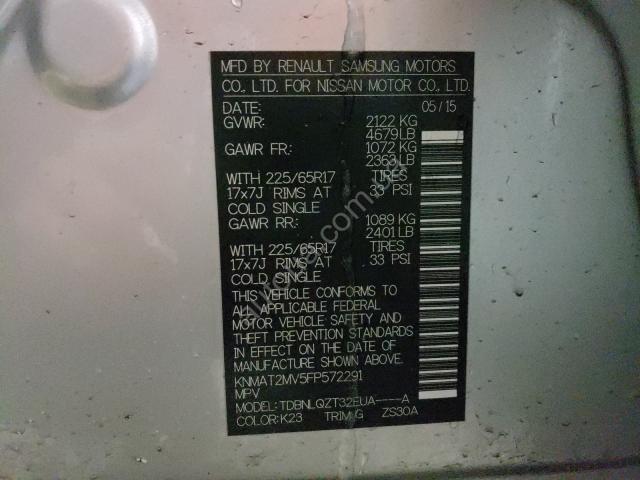 MFD BY RENAULT SAMSUNG MOTORS
CO., LTD. FOR NISSAN MOTOR CO., LTD.
DATE: 05/15
GVWR: 2122 KG
4679LB
GAWR FR: 1072 KG
2363LB
WITH 225/65R17 TIRES
17x7J RIMS AT 33 PSI
COLD SINGLE
GAWR RR: 1089 KG
2401LB
WITH 225/65R17 TIRES
17x7J RIMS AT 33 PSI
COLD SINGLE
THIS VEHICLE CONFORMS TO
ALL APPLICABLE FEDERAL
MOTOR VEHICLE SAFETY AND
THEFT PREVENTION STANDARDS
IN EFFECT ON THE DATE OF
MANUFACTURE SHOWN ABOVE.
KNMAT2MV5FP572291
MPV
MODEL: TDBNLQZT32EUA----A
COLOR: K23 TRIM: G ZS30A